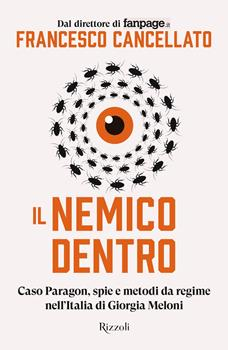 Dal direttore di fanpage.it
FRANCESCO CANCELLATO
IL
NEMICO
DENTRO
Caso Paragon, spie e metodi da regime
nell'Italia di Giorgia Meloni
Rizzoli